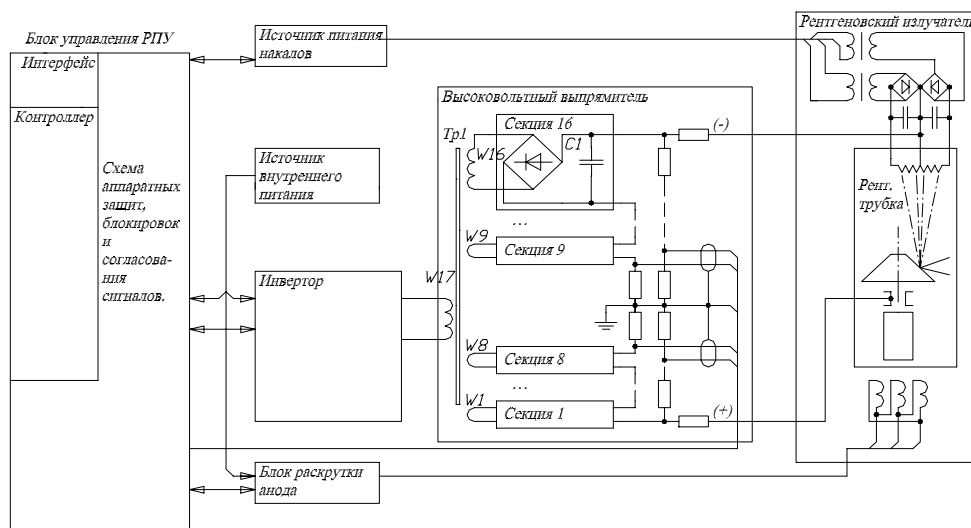 Блок управления РПУ
Интерфейс
Контроллер
Схема
аппаратных
защит,
блокировок
и
согласова-
ния
сигналов.
Источник питания
накалов
Источник
внутреннего
питания
Инвертор
W17
Блок раскрутки
анода
Высоковольтный выпрямитель
Тр1
W16
Секция 16
С1
(-)
...
W9
Секция 9
W8
Секция 8
...
W1
Секция 1
(+)
Рентгеновский излучатель
Рент.
трубка